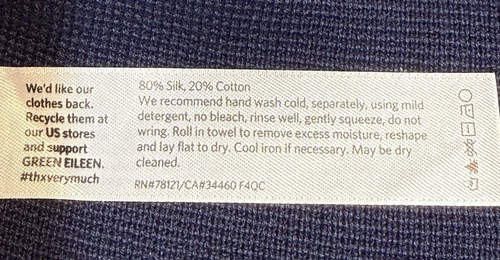 We'd like our
clothes back.
Recycle them at
our US stores
and support
GREEN EILEEN.
#thxverymuch
80% Silk, 20% Cotton
We recommend hand wash cold, separately, using mild
detergent, no bleach, rinse well, gently squeeze, do not
wring. Roll in towel to remove excess moisture, reshape
and lay flat to dry. Cool iron if necessary. May be dry
cleaned.
RN#78121/CA#34460 F4QC